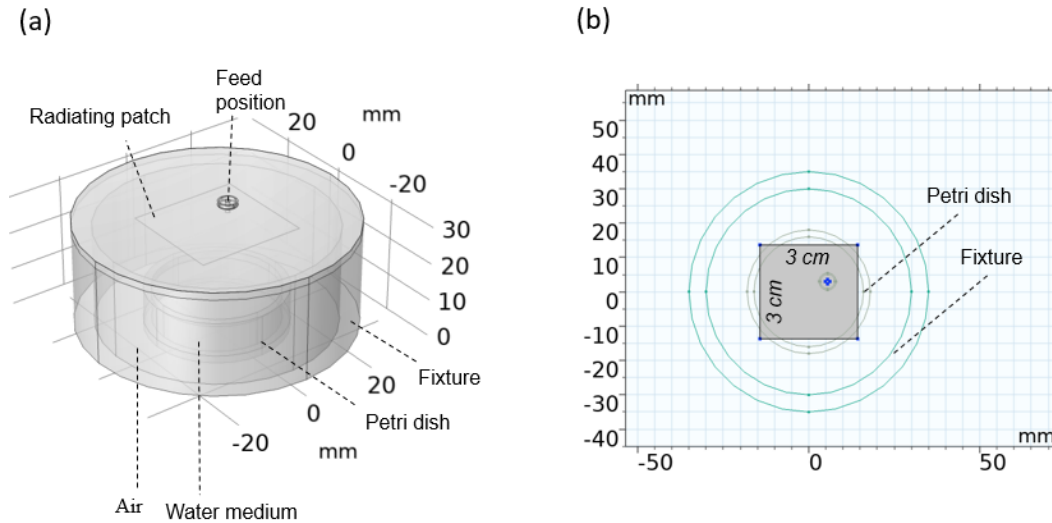 (a)
Feed
position
Radiating patch
20
mm
0
-20
30
20
10
0
20
Fixture
0
Petri dish
-20
mm
Air
Water medium
(b)
mm
50
40
30
20
10
0
-10
-20
-30
-40
Petri dish
Fixture
3 cm
3 cm
mm
-50
0
50